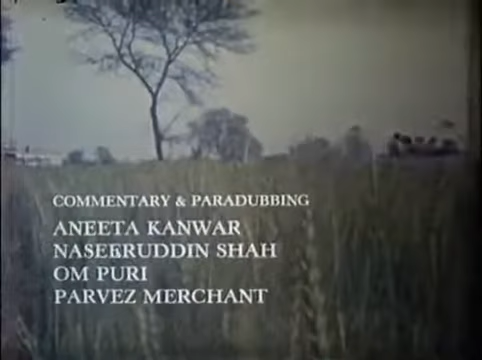 COMMENTARY & PARADUBBING
ANEETA KANWAR
NASEERUDDIN SHAH
OM PURI
PARVEZ MERCHANT